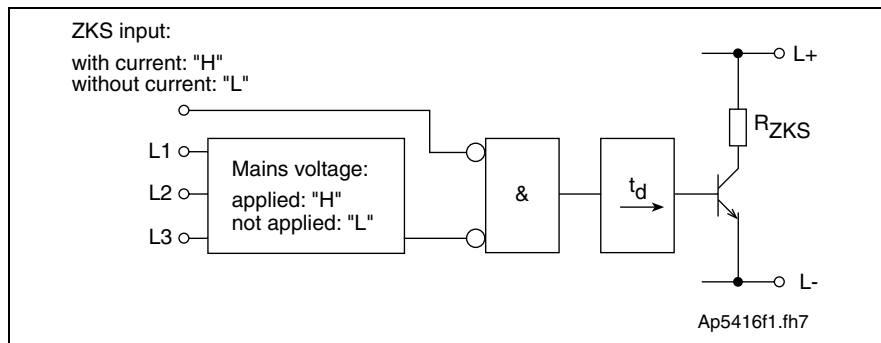 ZKS input:
with current: "H"
without current: "L"
L1
L2
L3
Mains voltage:
applied: "H"
not applied: "L"
&
td
RZKS
L+
L-
Ap5416f1.fh7